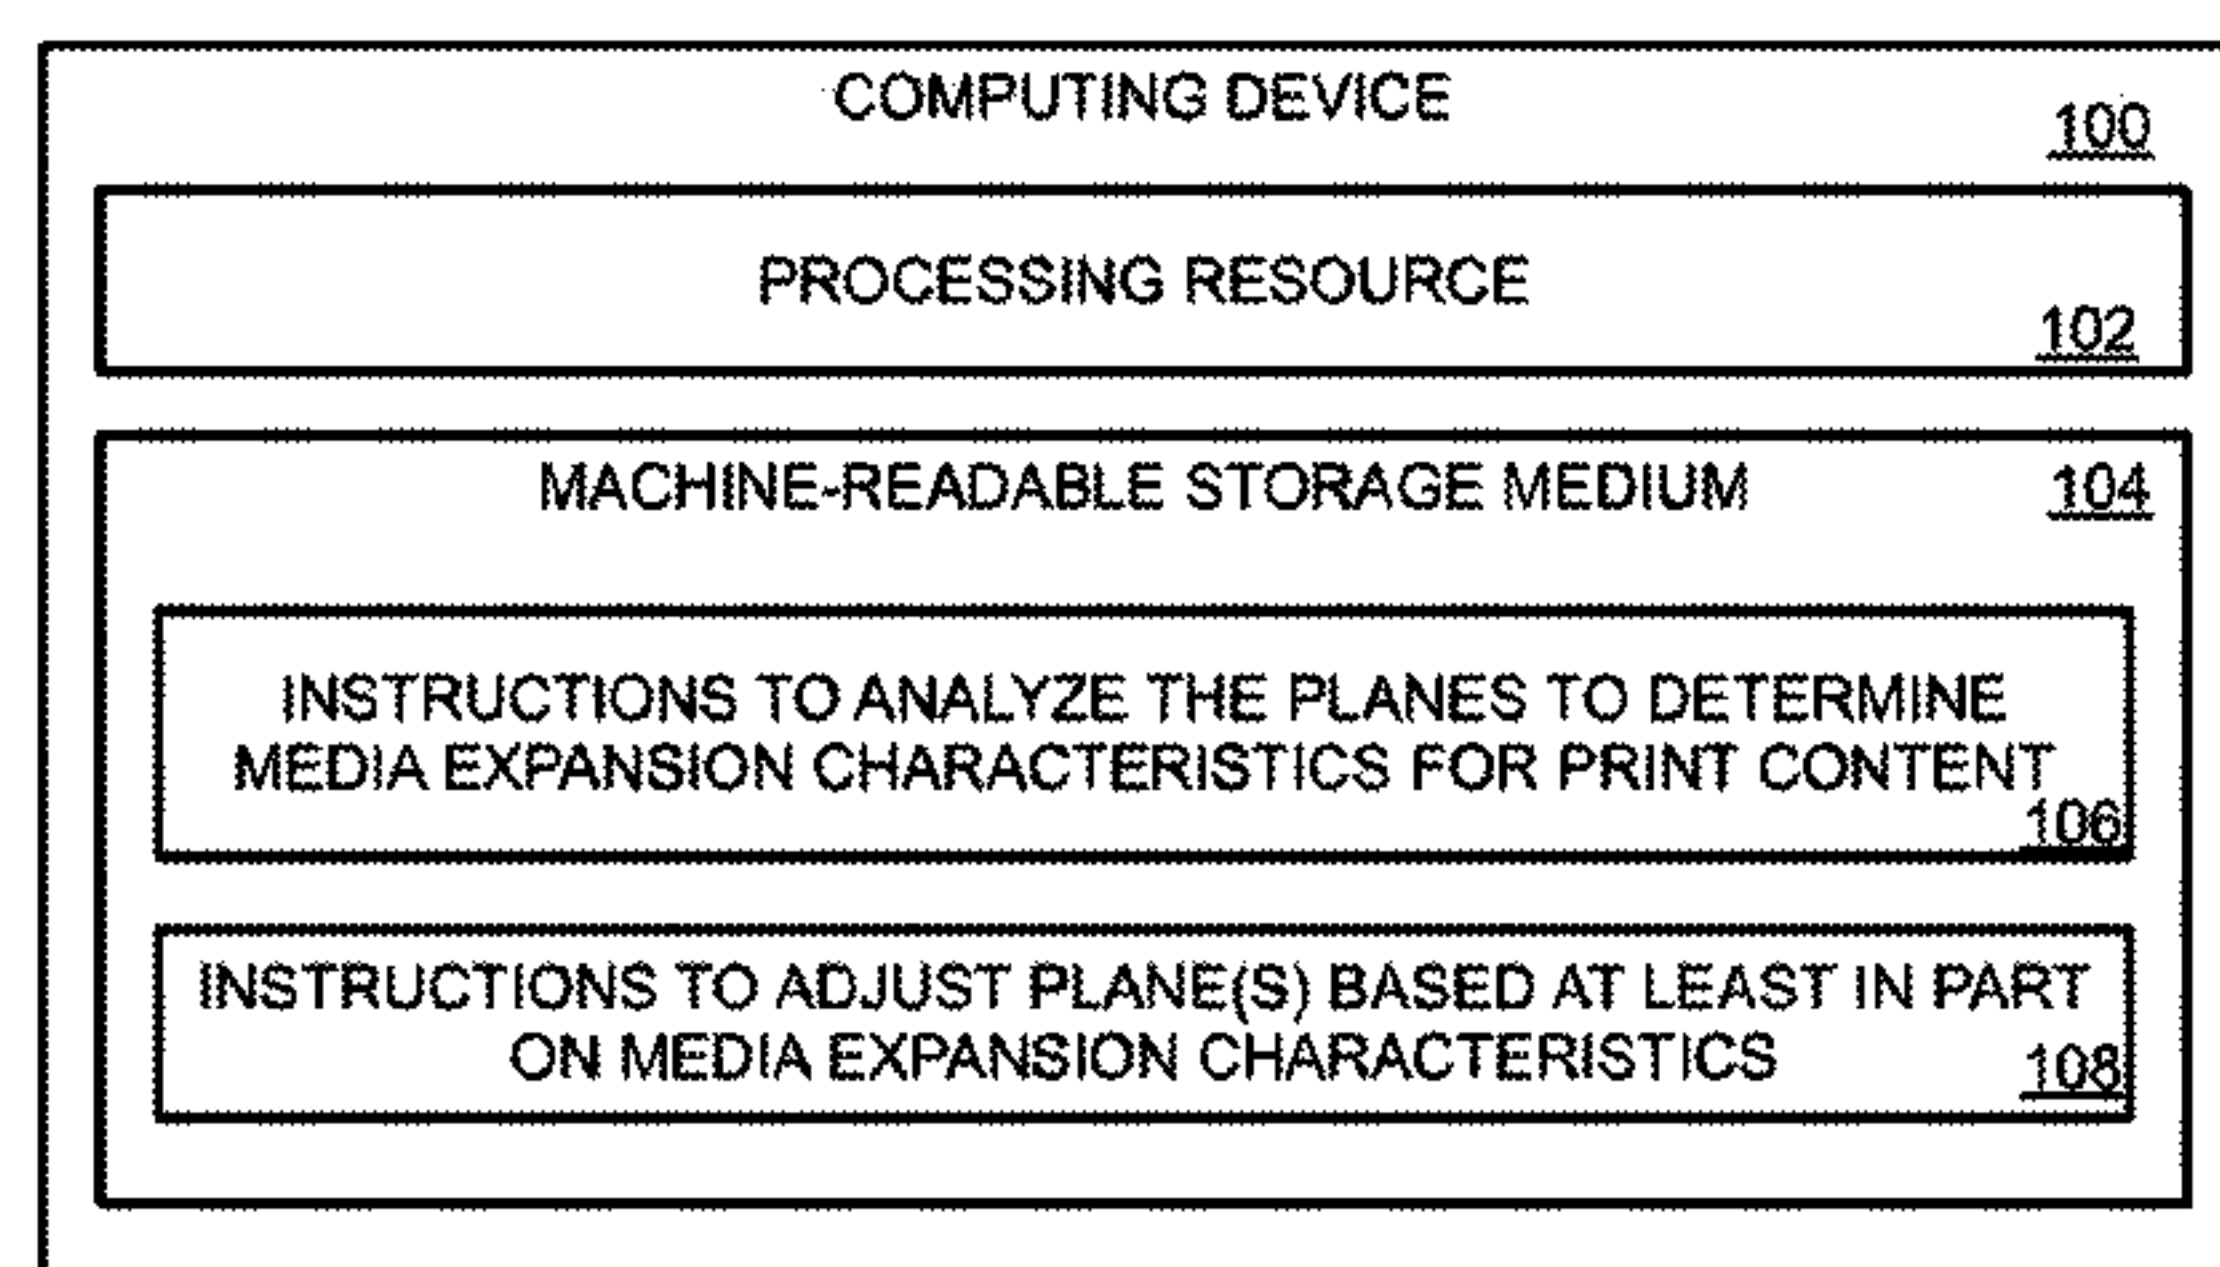 COMPUTING DEVICE
100
PROCESSING RESOURCE
102
MACHINE-READABLE STORAGE MEDIUM
104
INSTRUCTIONS TO ANALYZE THE PLANES TO DETERMINE
MEDIA EXPANSION CHARACTERISTICS FOR PRINT CONTENT
106
INSTRUCTIONS TO ADJUST PLANE(S) BASED AT LEAST IN PART
ON MEDIA EXPANSION CHARACTERISTICS
108